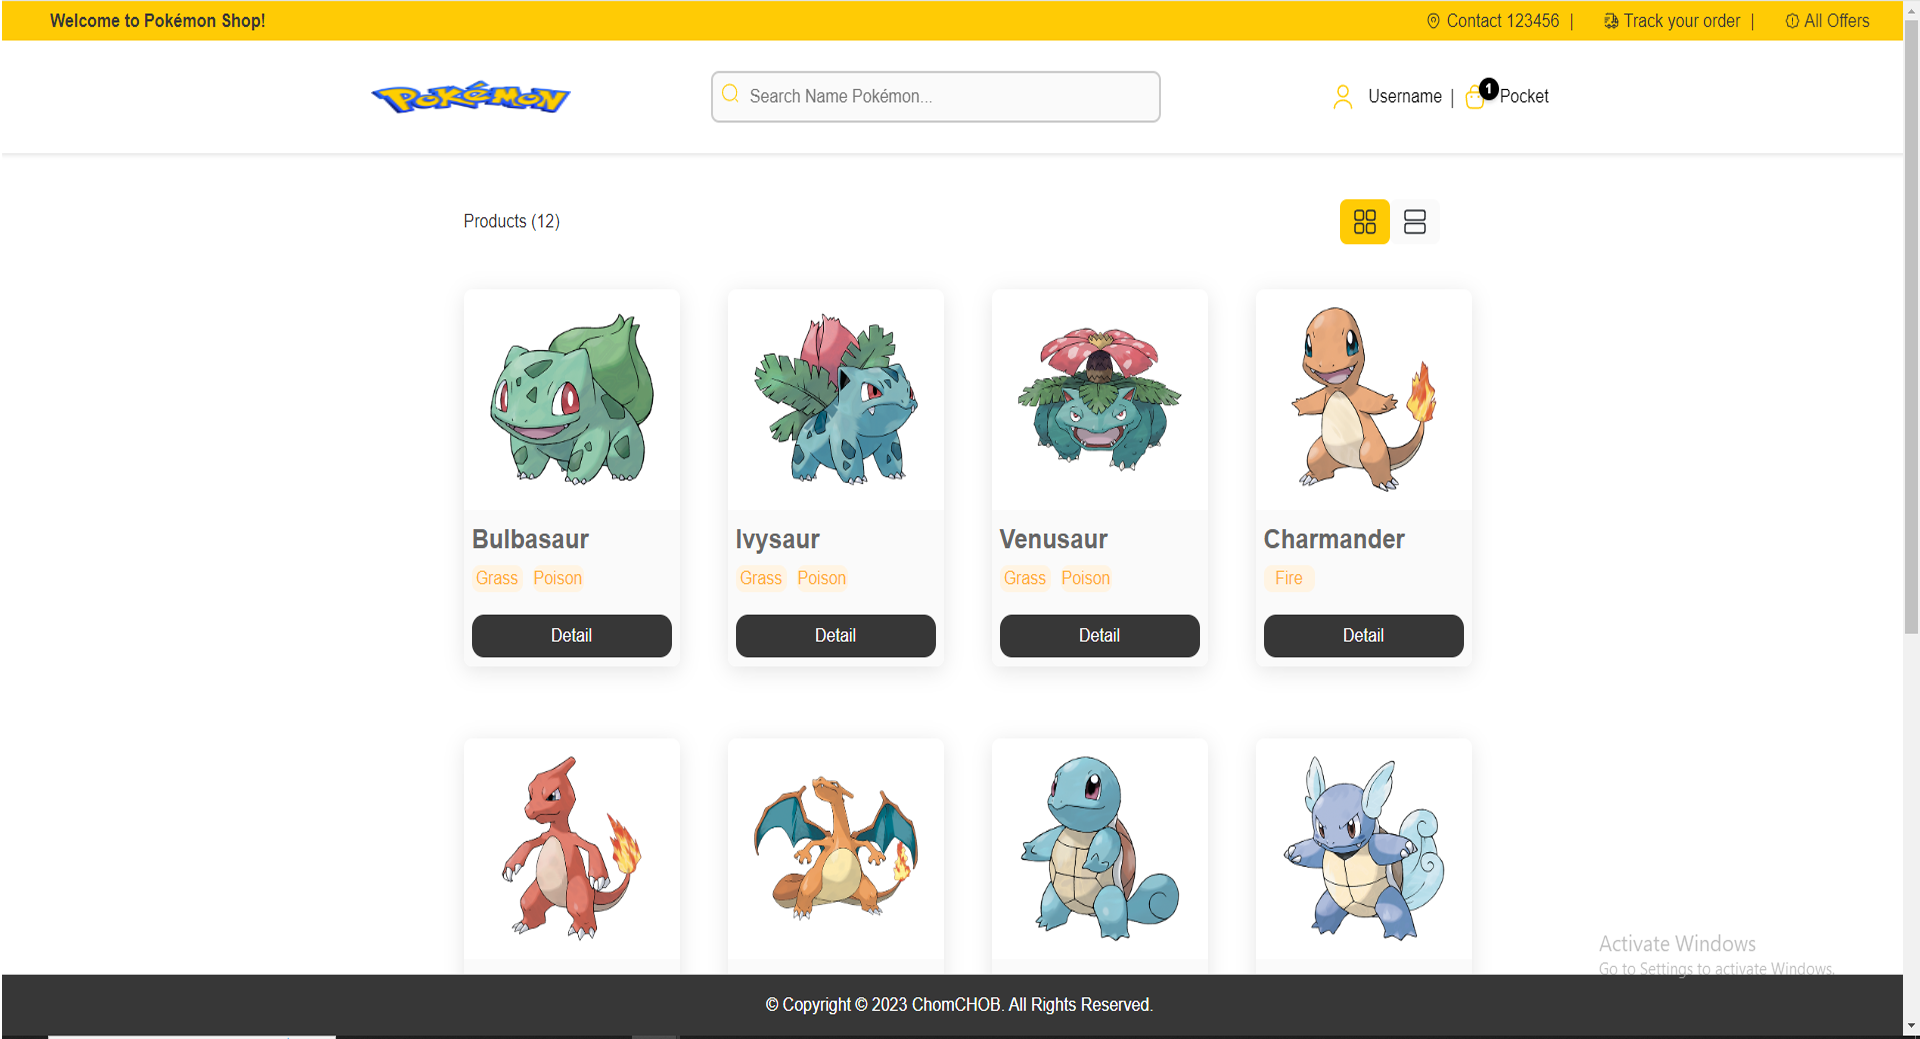 Welcome to Pokémon Shop!
Contact 123456 |
Track your order |
All Offers
POKéMON
Search Name Pokémon...
Username |
1
Pocket
Products (12)
Bulbasaur
Grass Poison
Detail
Ivysaur
Grass Poison
Detail
Venusaur
Grass Poison
Detail
Charmander
Fire
Detail
Activate Windows
Go to Settings to activate Windows.
© Copyright © 2023 ChomCHOB. All Rights Reserved.